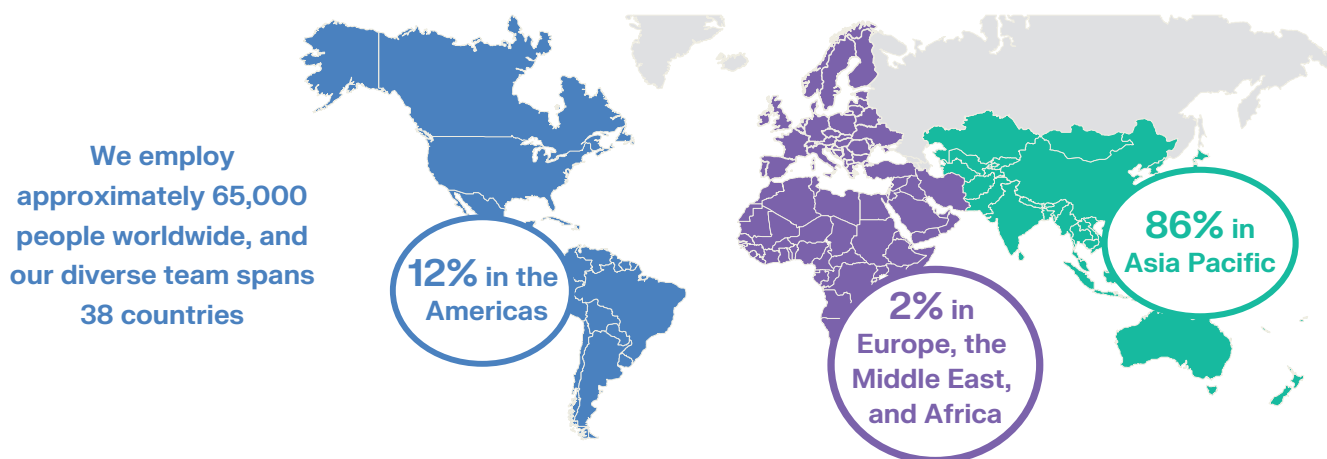 We employ
approximately 65,000
people worldwide, and
our diverse team spans
38 countries
12% in the
Americas
2% in
Europe, the
Middle East,
and Africa
86% in
Asia Pacific